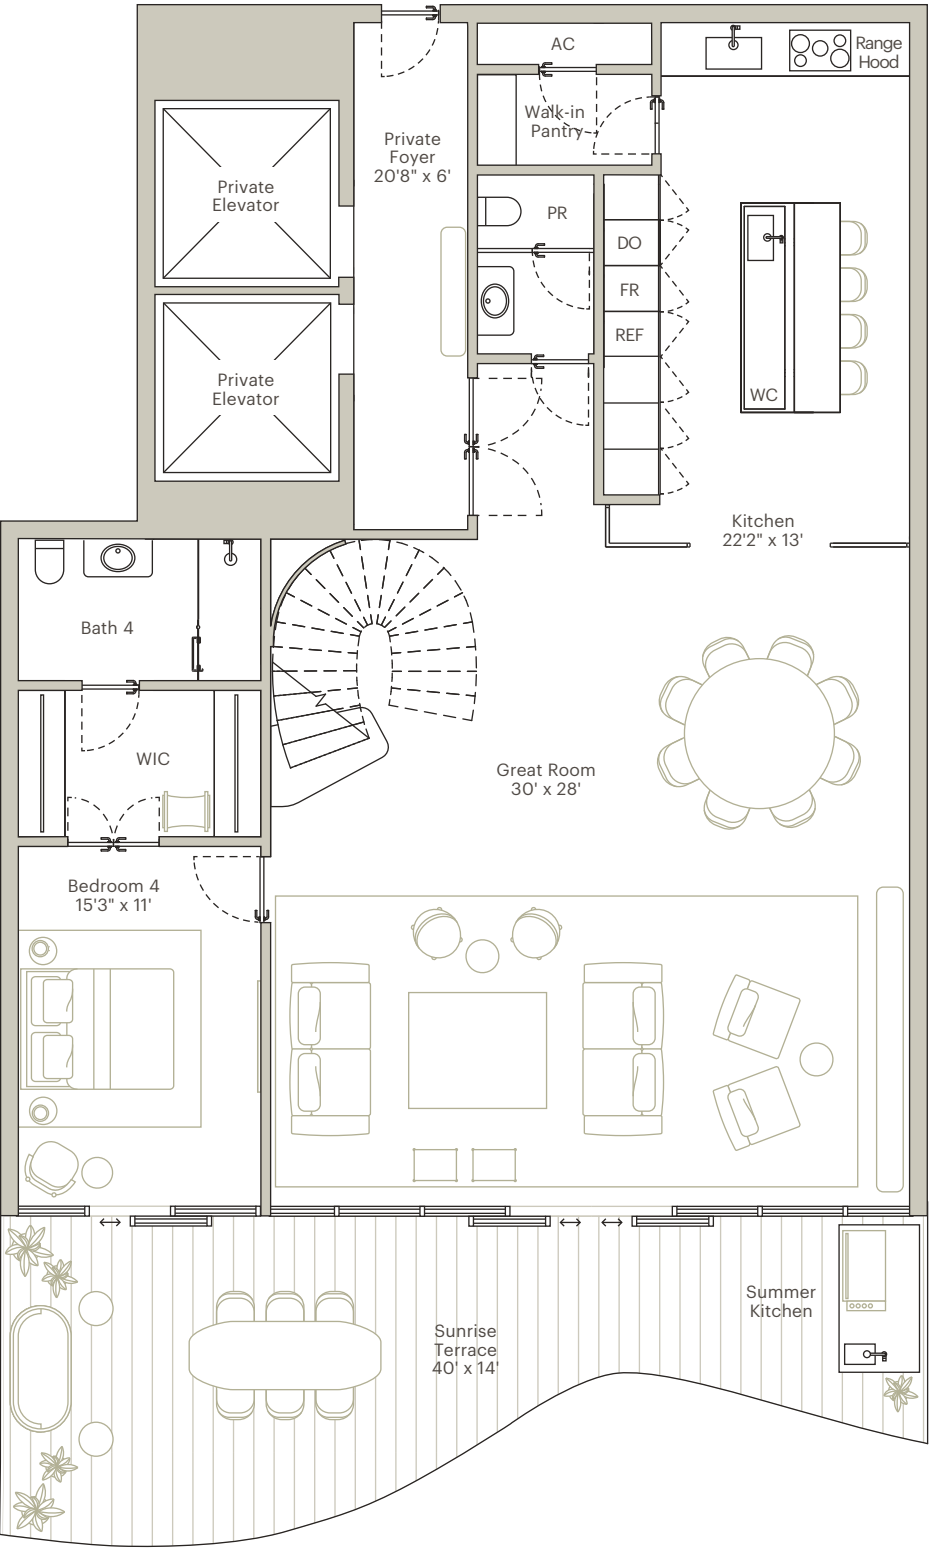 AC
Range
Hood
Walk-in
Pantry
Private
Foyer
20'8" x 6'
Private
Elevator
PR
DO
FR
REF
Private
Elevator
WC
Kitchen
22'2" x 13'
Bath 4
WIC
Great Room
30' x 28'
Bedroom 4
15'3" x 11'
Summer
Kitchen
Sunrise
Terrace
40' x 14'